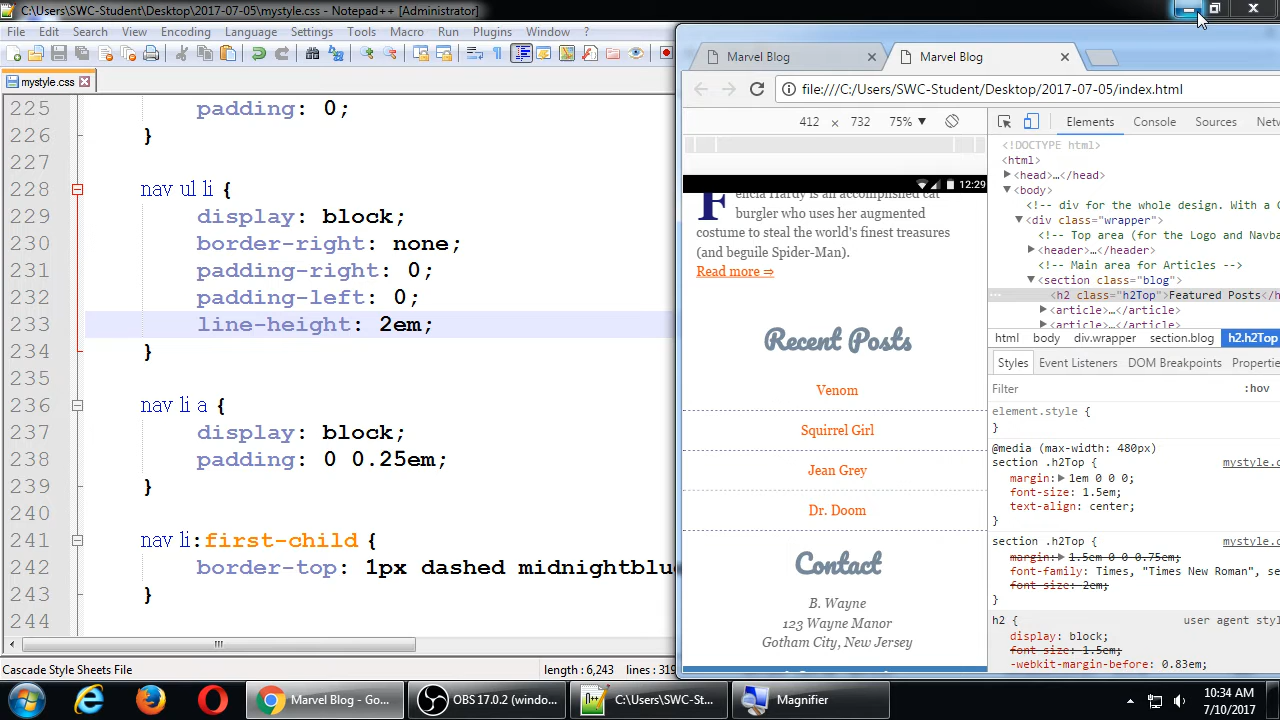 C:\Users\SWC-Student\Desktop\2017-07-05\mystyle.css - Notepad++ [Administrator]
File Edit Search View Encoding Language Settings Tools Macro Run Plugins Window ?
mystyle.css
225 padding: 0;
226 }
227
228 nav ul li {
229 display: block;
230 border-right: none;
231 padding-right: 0;
232 padding-left: 0;
233 line-height: 2em;
234 }
235
236 nav li a {
237 display: block;
238 padding: 0 0.25em;
239 }
240
241 nav li:first-child {
242 border-top: 1px dashed midnightblue
243 }
244
Cascade Style Sheets File length : 6,243 lines : 319
Marvel Blog Marvel Blog
file:///C:/Users/SWC-Student/Desktop/2017-07-05/index.html
412 × 732 75% ▼
12:29
Felicia Hardy is an accomplished cat
burgler who uses her augmented
costume to steal the world's finest treasures
(and beguile Spider-Man).
Read more ⇒
Recent Posts
Venom
Squirrel Girl
Jean Grey
Dr. Doom
Contact
B. Wayne
123 Wayne Manor
Gotham City, New Jersey
Elements Console Sources Netw
<!DOCTYPE html>
<html>
<head>…</head>
<body>
<!-- div for the whole design. With a C
<div class="wrapper">
<!-- Top area (for the Logo and Navba
<header>…</header>
<!-- Main area for Articles -->
<section class="blog">
… <h2 class="h2Top">Featured Posts</h
<article>…</article>
<article>…</article>
html body div.wrapper section.blog h2.h2Top
Styles Event Listeners DOM Breakpoints Propertie
Filter :hov
element.style {
}
@media (max-width: 480px)
section .h2Top { mystyle.c
margin: 1em 0 0 0;
font-size: 1.5em;
text-align: center;
}
section .h2Top { mystyle.c
margin: 1.5em 0 0 0.75em;
font-family: Times, "Times New Roman", se
font-size: 2em;
}
h2 { user agent styl
display: block;
font-size: 1.5em;
-webkit-margin-before: 0.83em;
Marvel Blog - Go... OBS 17.0.2 (windo... C:\Users\SWC-St... Magnifier
10:34 AM
7/10/2017